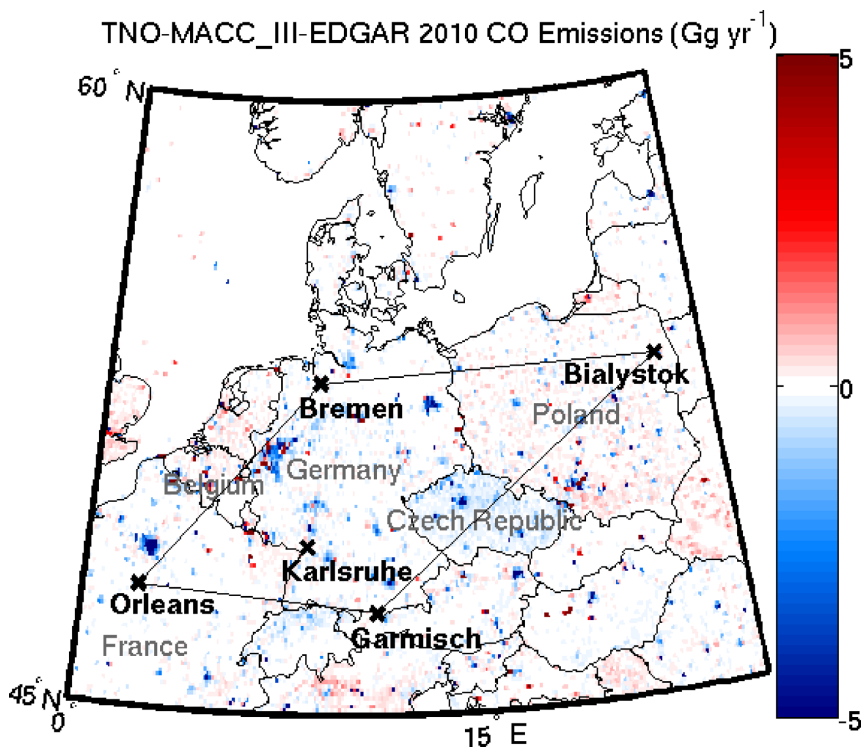 TNO-MACC_III-EDGAR 2010 CO Emissions (Gg yr⁻¹)
60° N
5
0
-5
Bialystok
Bremen
Poland
Germany
Belgium
Czech Republic
Karlsruhe
Orleans
Garmisch
France
45° N
0°
15° E